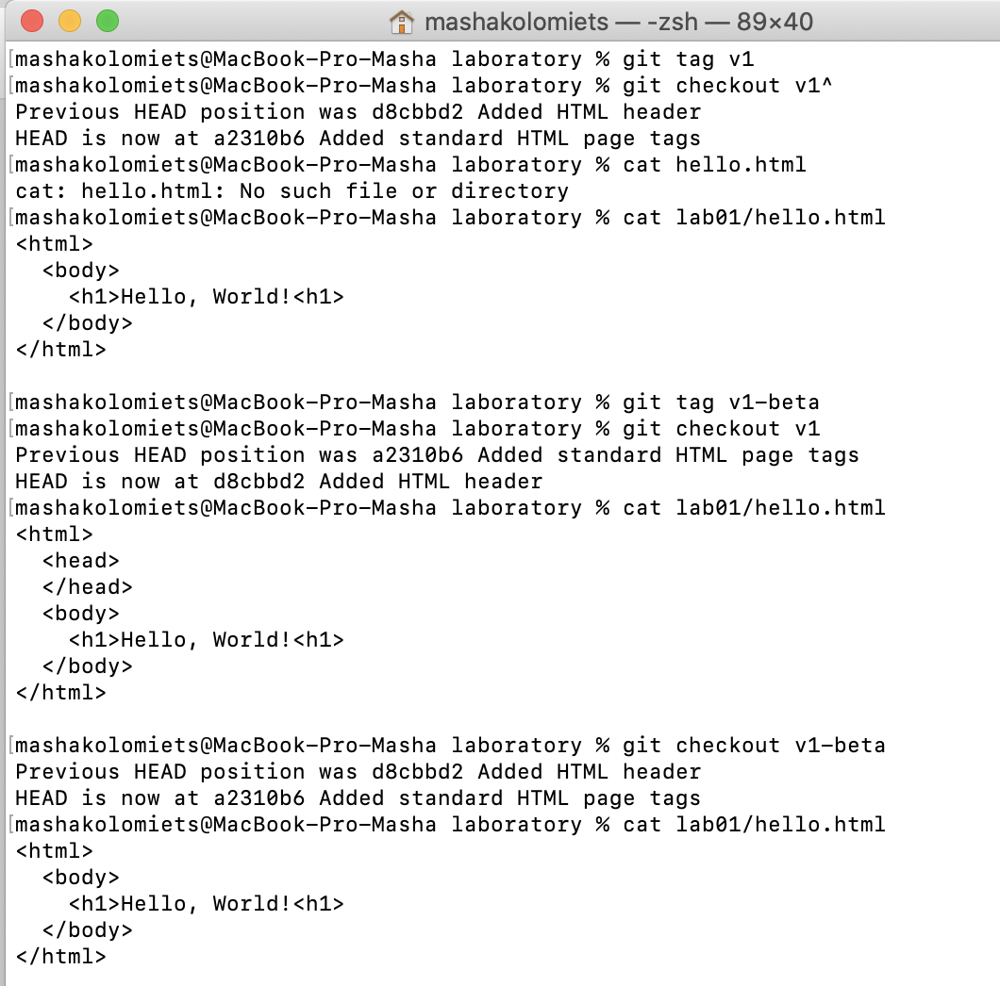 mashakolomiets — -zsh — 89×40
[mashakolomiets@MacBook-Pro-Masha laboratory % git tag v1
[mashakolomiets@MacBook-Pro-Masha laboratory % git checkout v1^
Previous HEAD position was d8cbbd2 Added HTML header
HEAD is now at a2310b6 Added standard HTML page tags
[mashakolomiets@MacBook-Pro-Masha laboratory % cat hello.html
cat: hello.html: No such file or directory
[mashakolomiets@MacBook-Pro-Masha laboratory % cat lab01/hello.html
<html>
  <body>
    <h1>Hello, World!<h1>
  </body>
</html>

[mashakolomiets@MacBook-Pro-Masha laboratory % git tag v1-beta
[mashakolomiets@MacBook-Pro-Masha laboratory % git checkout v1
Previous HEAD position was a2310b6 Added standard HTML page tags
HEAD is now at d8cbbd2 Added HTML header
[mashakolomiets@MacBook-Pro-Masha laboratory % cat lab01/hello.html
<html>
  <head>
  </head>
  <body>
    <h1>Hello, World!<h1>
  </body>
</html>

[mashakolomiets@MacBook-Pro-Masha laboratory % git checkout v1-beta
Previous HEAD position was d8cbbd2 Added HTML header
HEAD is now at a2310b6 Added standard HTML page tags
[mashakolomiets@MacBook-Pro-Masha laboratory % cat lab01/hello.html
<html>
  <body>
    <h1>Hello, World!<h1>
  </body>
</html>